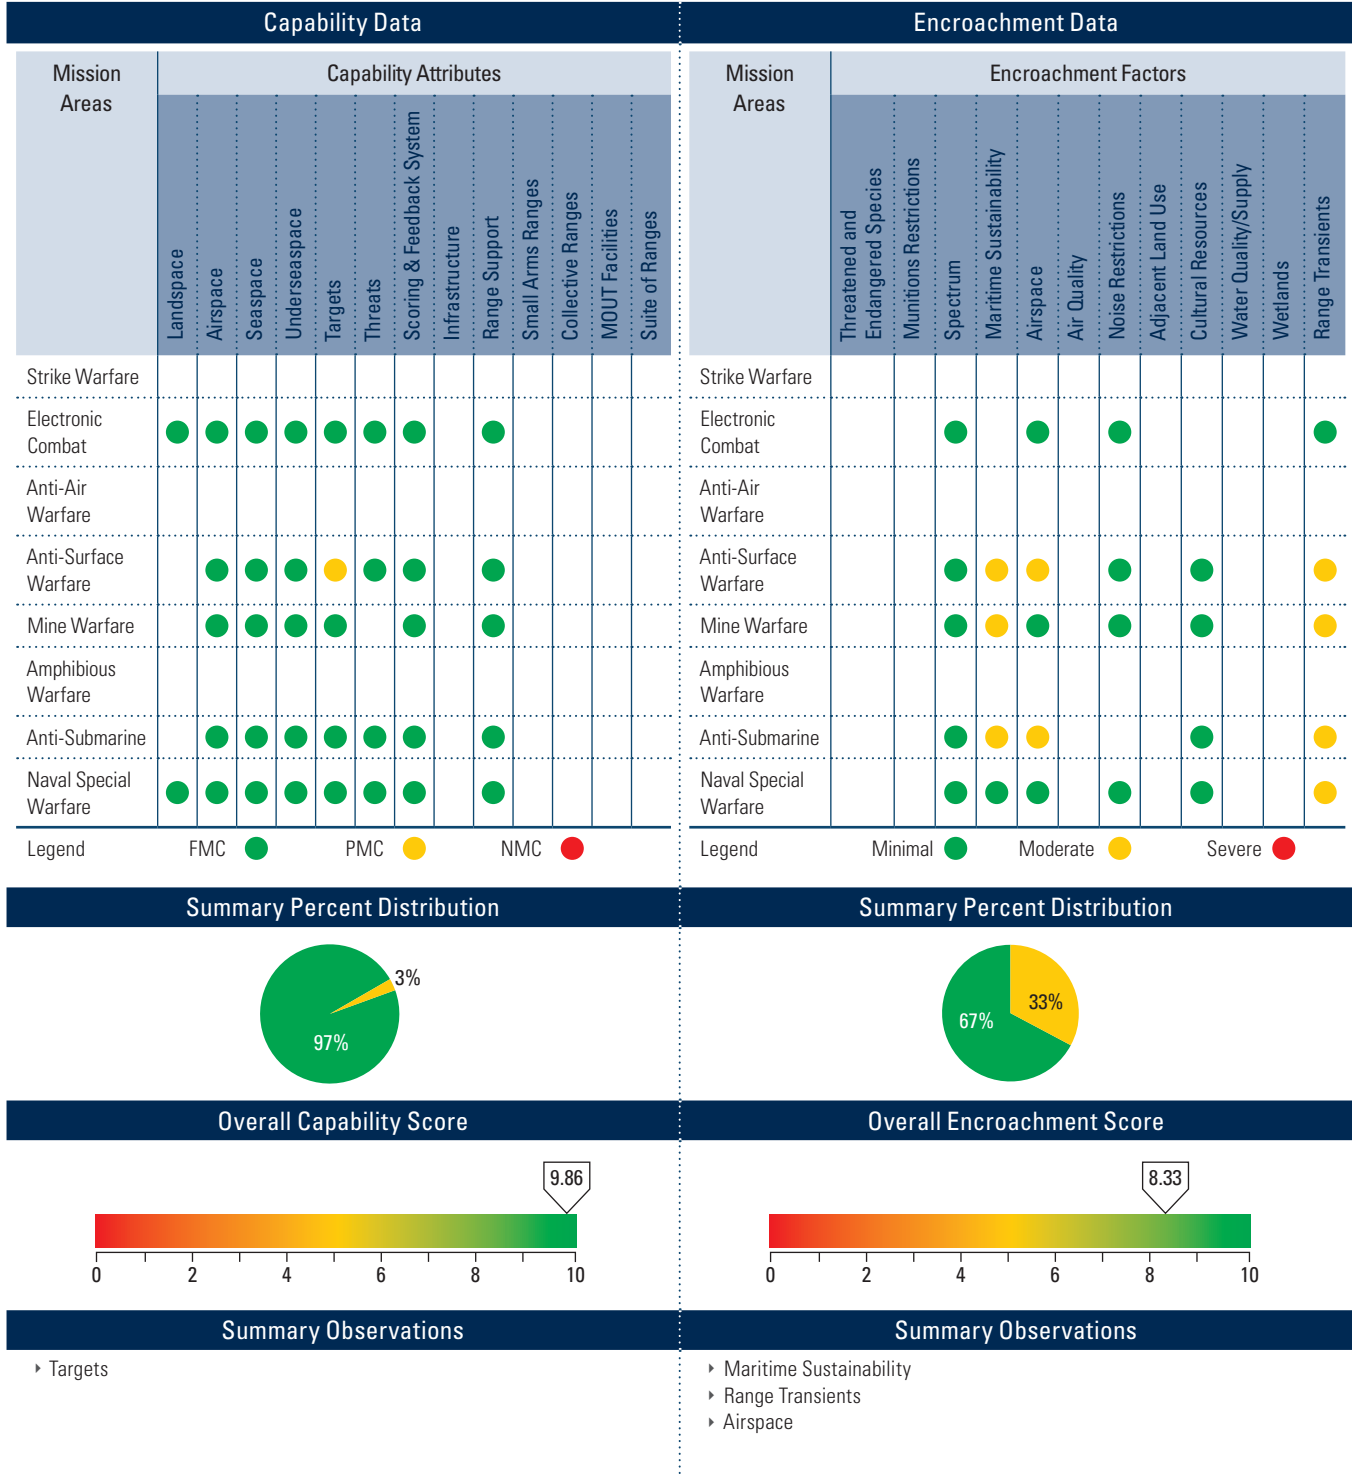 Capability Data
Mission
Areas
Capability Attributes
Landspace
Airspace
Seaspace
Underseaspace
Targets
Threats
Scoring & Feedback System
Infrastructure
Range Support
Small Arms Ranges
Collective Ranges
MOUT Facilities
Suite of Ranges
Strike Warfare
Electronic
Combat
Anti-Air
Warfare
Anti-Surface
Warfare
Mine Warfare
Amphibious
Warfare
Anti-Submarine
Naval Special
Warfare
Legend FMC PMC NMC
Summary Percent Distribution
3%
97%
Overall Capability Score
9.86
0 2 4 6 8 10
Summary Observations
Targets
Encroachment Data
Mission
Areas
Encroachment Factors
Threatened and
Endangered Species
Munitions Restrictions
Spectrum
Maritime Sustainability
Airspace
Air Quality
Noise Restrictions
Adjacent Land Use
Cultural Resources
Water Quality/Supply
Wetlands
Range Transients
Strike Warfare
Electronic
Combat
Anti-Air
Warfare
Anti-Surface
Warfare
Mine Warfare
Amphibious
Warfare
Anti-Submarine
Naval Special
Warfare
Legend Minimal Moderate Severe
Summary Percent Distribution
33%
67%
Overall Encroachment Score
8.33
0 2 4 6 8 10
Summary Observations
Maritime Sustainability
Range Transients
Airspace